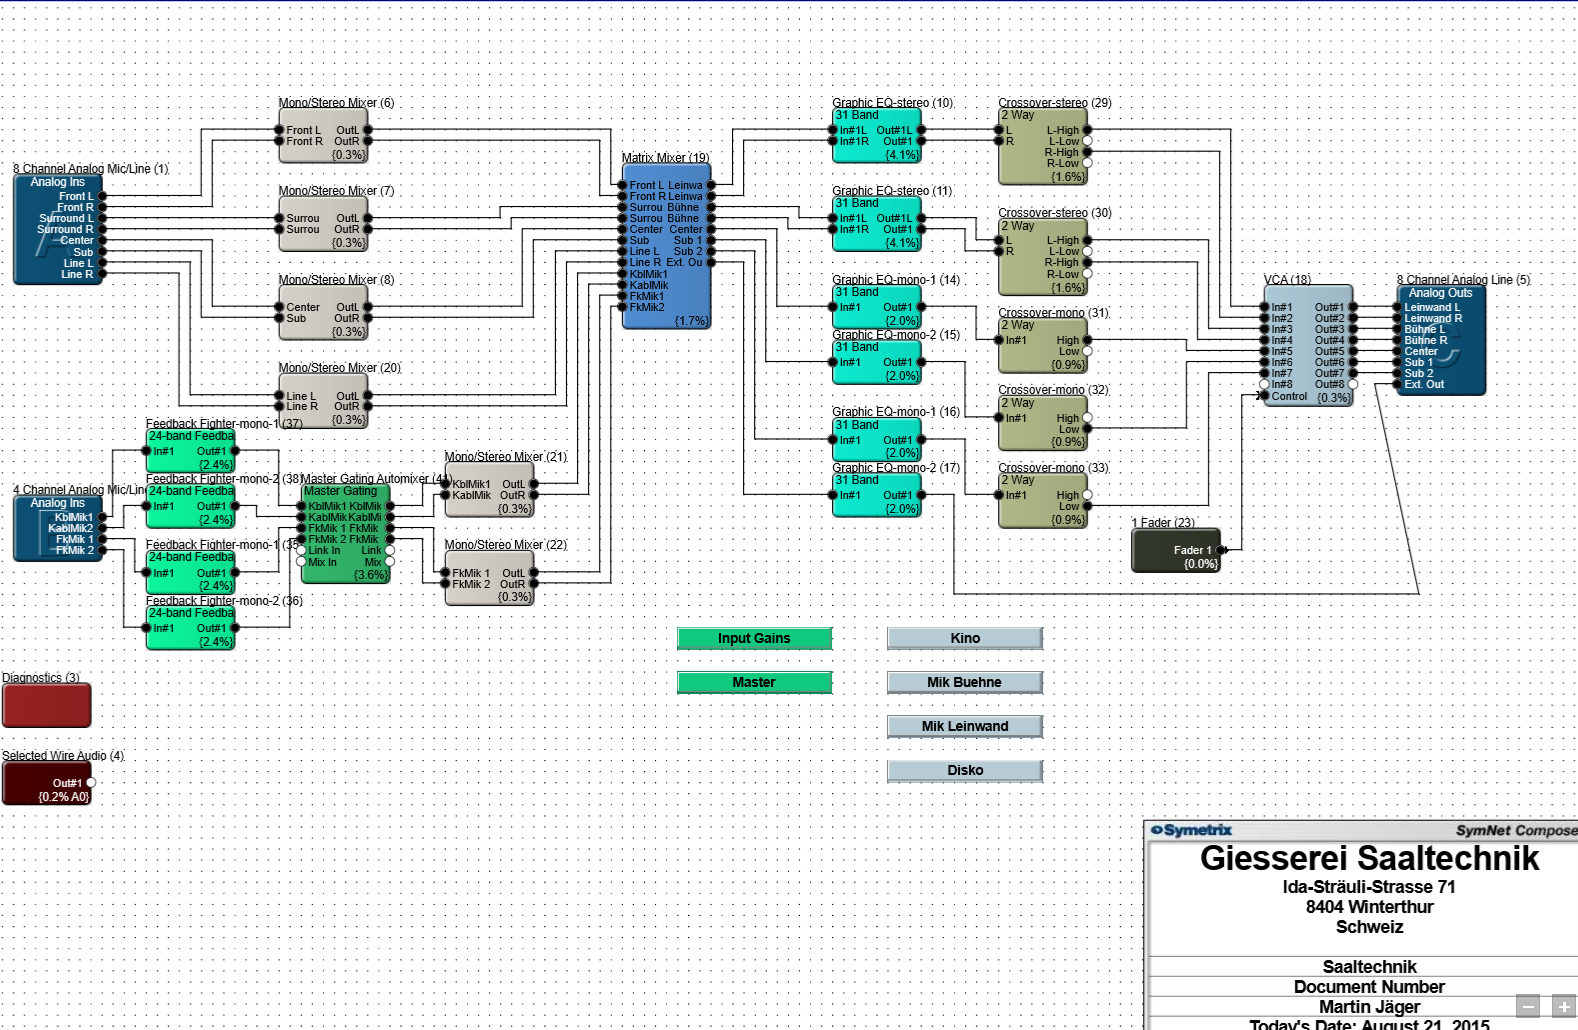 Mono/Stereo Mixer (6)
Front L OutL
Front R OutR
{0.3%}
8 Channel Analog Mic/Line (1)
Analog Ins
Front L
Front R
Surround L
Surround R
Center
Sub
Line L
Line R
Mono/Stereo Mixer (7)
Surrou OutL
Surrou OutR
{0.3%}
Mono/Stereo Mixer (8)
Center OutL
Sub OutR
{0.3%}
Mono/Stereo Mixer (20)
Line L OutL
Line R OutR
{0.3%}
Feedback Fighter-mono-1 (37)
24-band Feedba
In#1 Out#1
{2.4%}
4 Channel Analog Mic/Line
Analog Ins
KblMik1
KablMik2
FkMik 1
FkMik 2
Feedback Fighter-mono-2 (38)
24-band Feedba
In#1 Out#1
{2.4%}
Feedback Fighter-mono-1 (35
24-band Feedba
In#1 Out#1
{2.4%}
Feedback Fighter-mono-2 (36)
24-band Feedba
In#1 Out#1
{2.4%}
Master Gating Automixer (41)
Master Gating
KblMik1 KblMik
KablMik KablMi
FkMik 1 FkMik
FkMik 2 FkMik
Link In Link
Mix In Mix
{3.6%}
Mono/Stereo Mixer (21)
KblMik1 OutL
KablMik OutR
{0.3%}
Mono/Stereo Mixer (22)
FkMik 1 OutL
FkMik 2 OutR
{0.3%}
Matrix Mixer (19)
Front L Leinwa
Front R Leinwa
Surrou Bühne
Surrou Bühne
Center Center
Sub Sub 1
Line L Sub 2
Line R Ext. Ou
KblMik1
KablMik
FkMik1
FkMik2
{1.7%}
Graphic EQ-stereo (10)
31 Band
In#1L Out#1L
In#1R Out#1
{4.1%}
Graphic EQ-stereo (11)
31 Band
In#1L Out#1L
In#1R Out#1
{4.1%}
Graphic EQ-mono-1 (14)
31 Band
In#1 Out#1
{2.0%}
Graphic EQ-mono-2 (15)
31 Band
In#1 Out#1
{2.0%}
Graphic EQ-mono-1 (16)
31 Band
In#1 Out#1
{2.0%}
Graphic EQ-mono-2 (17)
31 Band
In#1 Out#1
{2.0%}
Crossover-stereo (29)
2 Way
L L-High
R L-Low
R-High
R-Low
{1.6%}
Crossover-stereo (30)
2 Way
L L-High
R L-Low
R-High
R-Low
{1.6%}
Crossover-mono (31)
2 Way
In#1 High
Low
{0.9%}
Crossover-mono (32)
2 Way
In#1 High
Low
{0.9%}
Crossover-mono (33)
2 Way
In#1 High
Low
{0.9%}
1 Fader (23)
Fader 1
{0.0%}
VCA (18)
In#1 Out#1
In#2 Out#2
In#3 Out#3
In#4 Out#4
In#5 Out#5
In#6 Out#6
In#7 Out#7
In#8 Out#8
Control {0.3%}
8 Channel Analog Line (5)
Analog Outs
Leinwand L
Leinwand R
Bühne L
Bühne R
Center
Sub 1
Sub 2
Ext. Out
Input Gains
Master
Kino
Mik Buehne
Mik Leinwand
Disko
Diagnostics (3)
Selected Wire Audio (4)
Out#1
{0.2% A0}
Symetrix SymNet Compose
Giesserei Saaltechnik
Ida-Sträuli-Strasse 71
8404 Winterthur
Schweiz
Saaltechnik
Document Number
Martin Jäger
Today's Date: August 21, 2015